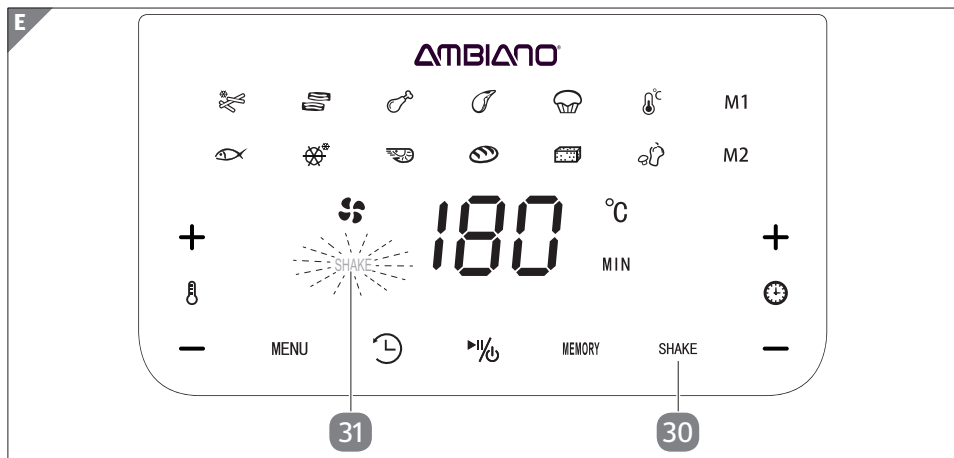 E
AMBIANO
°C
M1
M2
180 °C
SHAKE
MIN
MENU
MEMORY
SHAKE
31
30